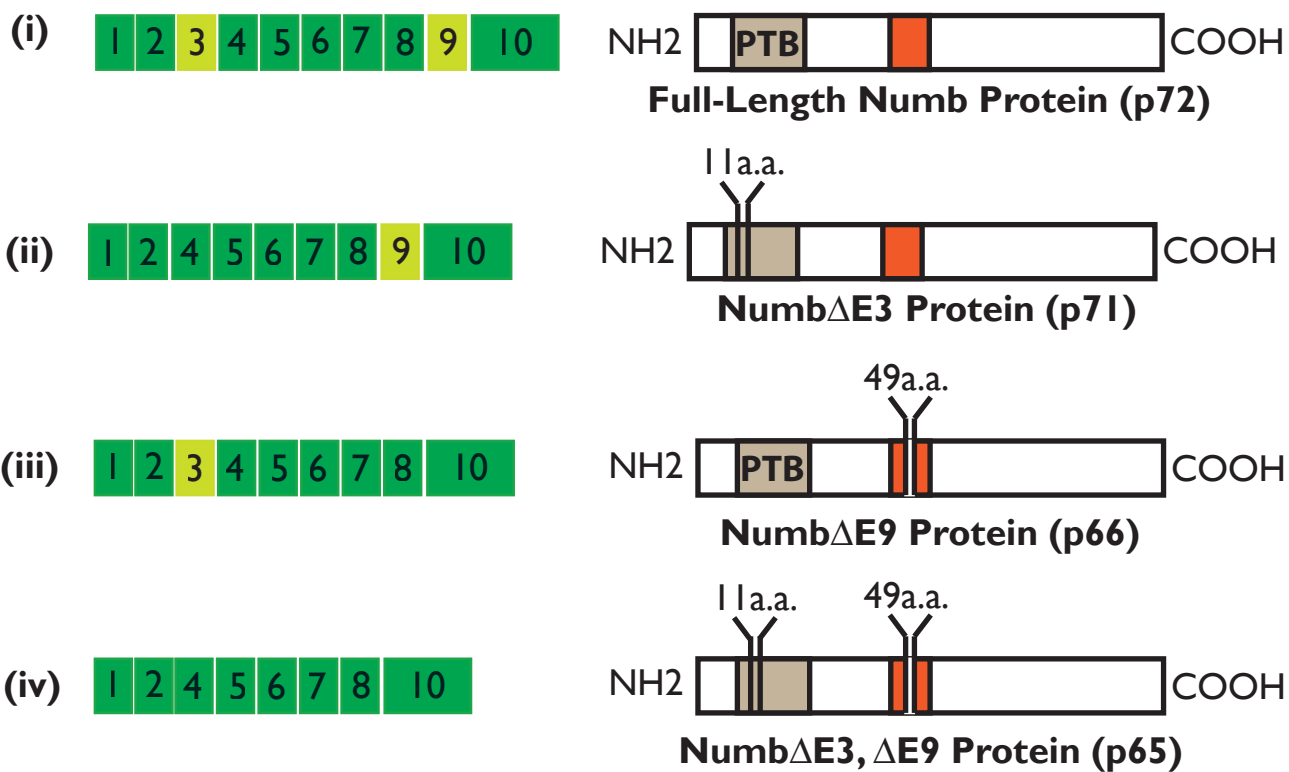 (i) 1 2 3 4 5 6 7 8 9 10 NH2 PTB COOH
Full-Length Numb Protein (p72)
11a.a.
(ii) 1 2 4 5 6 7 8 9 10 NH2 COOH
Numb∆E3 Protein (p71)
49a.a.
(iii) 1 2 3 4 5 6 7 8 10 NH2 PTB COOH
Numb∆E9 Protein (p66)
11a.a. 49a.a.
(iv) 1 2 4 5 6 7 8 10 NH2 COOH
Numb∆E3, ∆E9 Protein (p65)